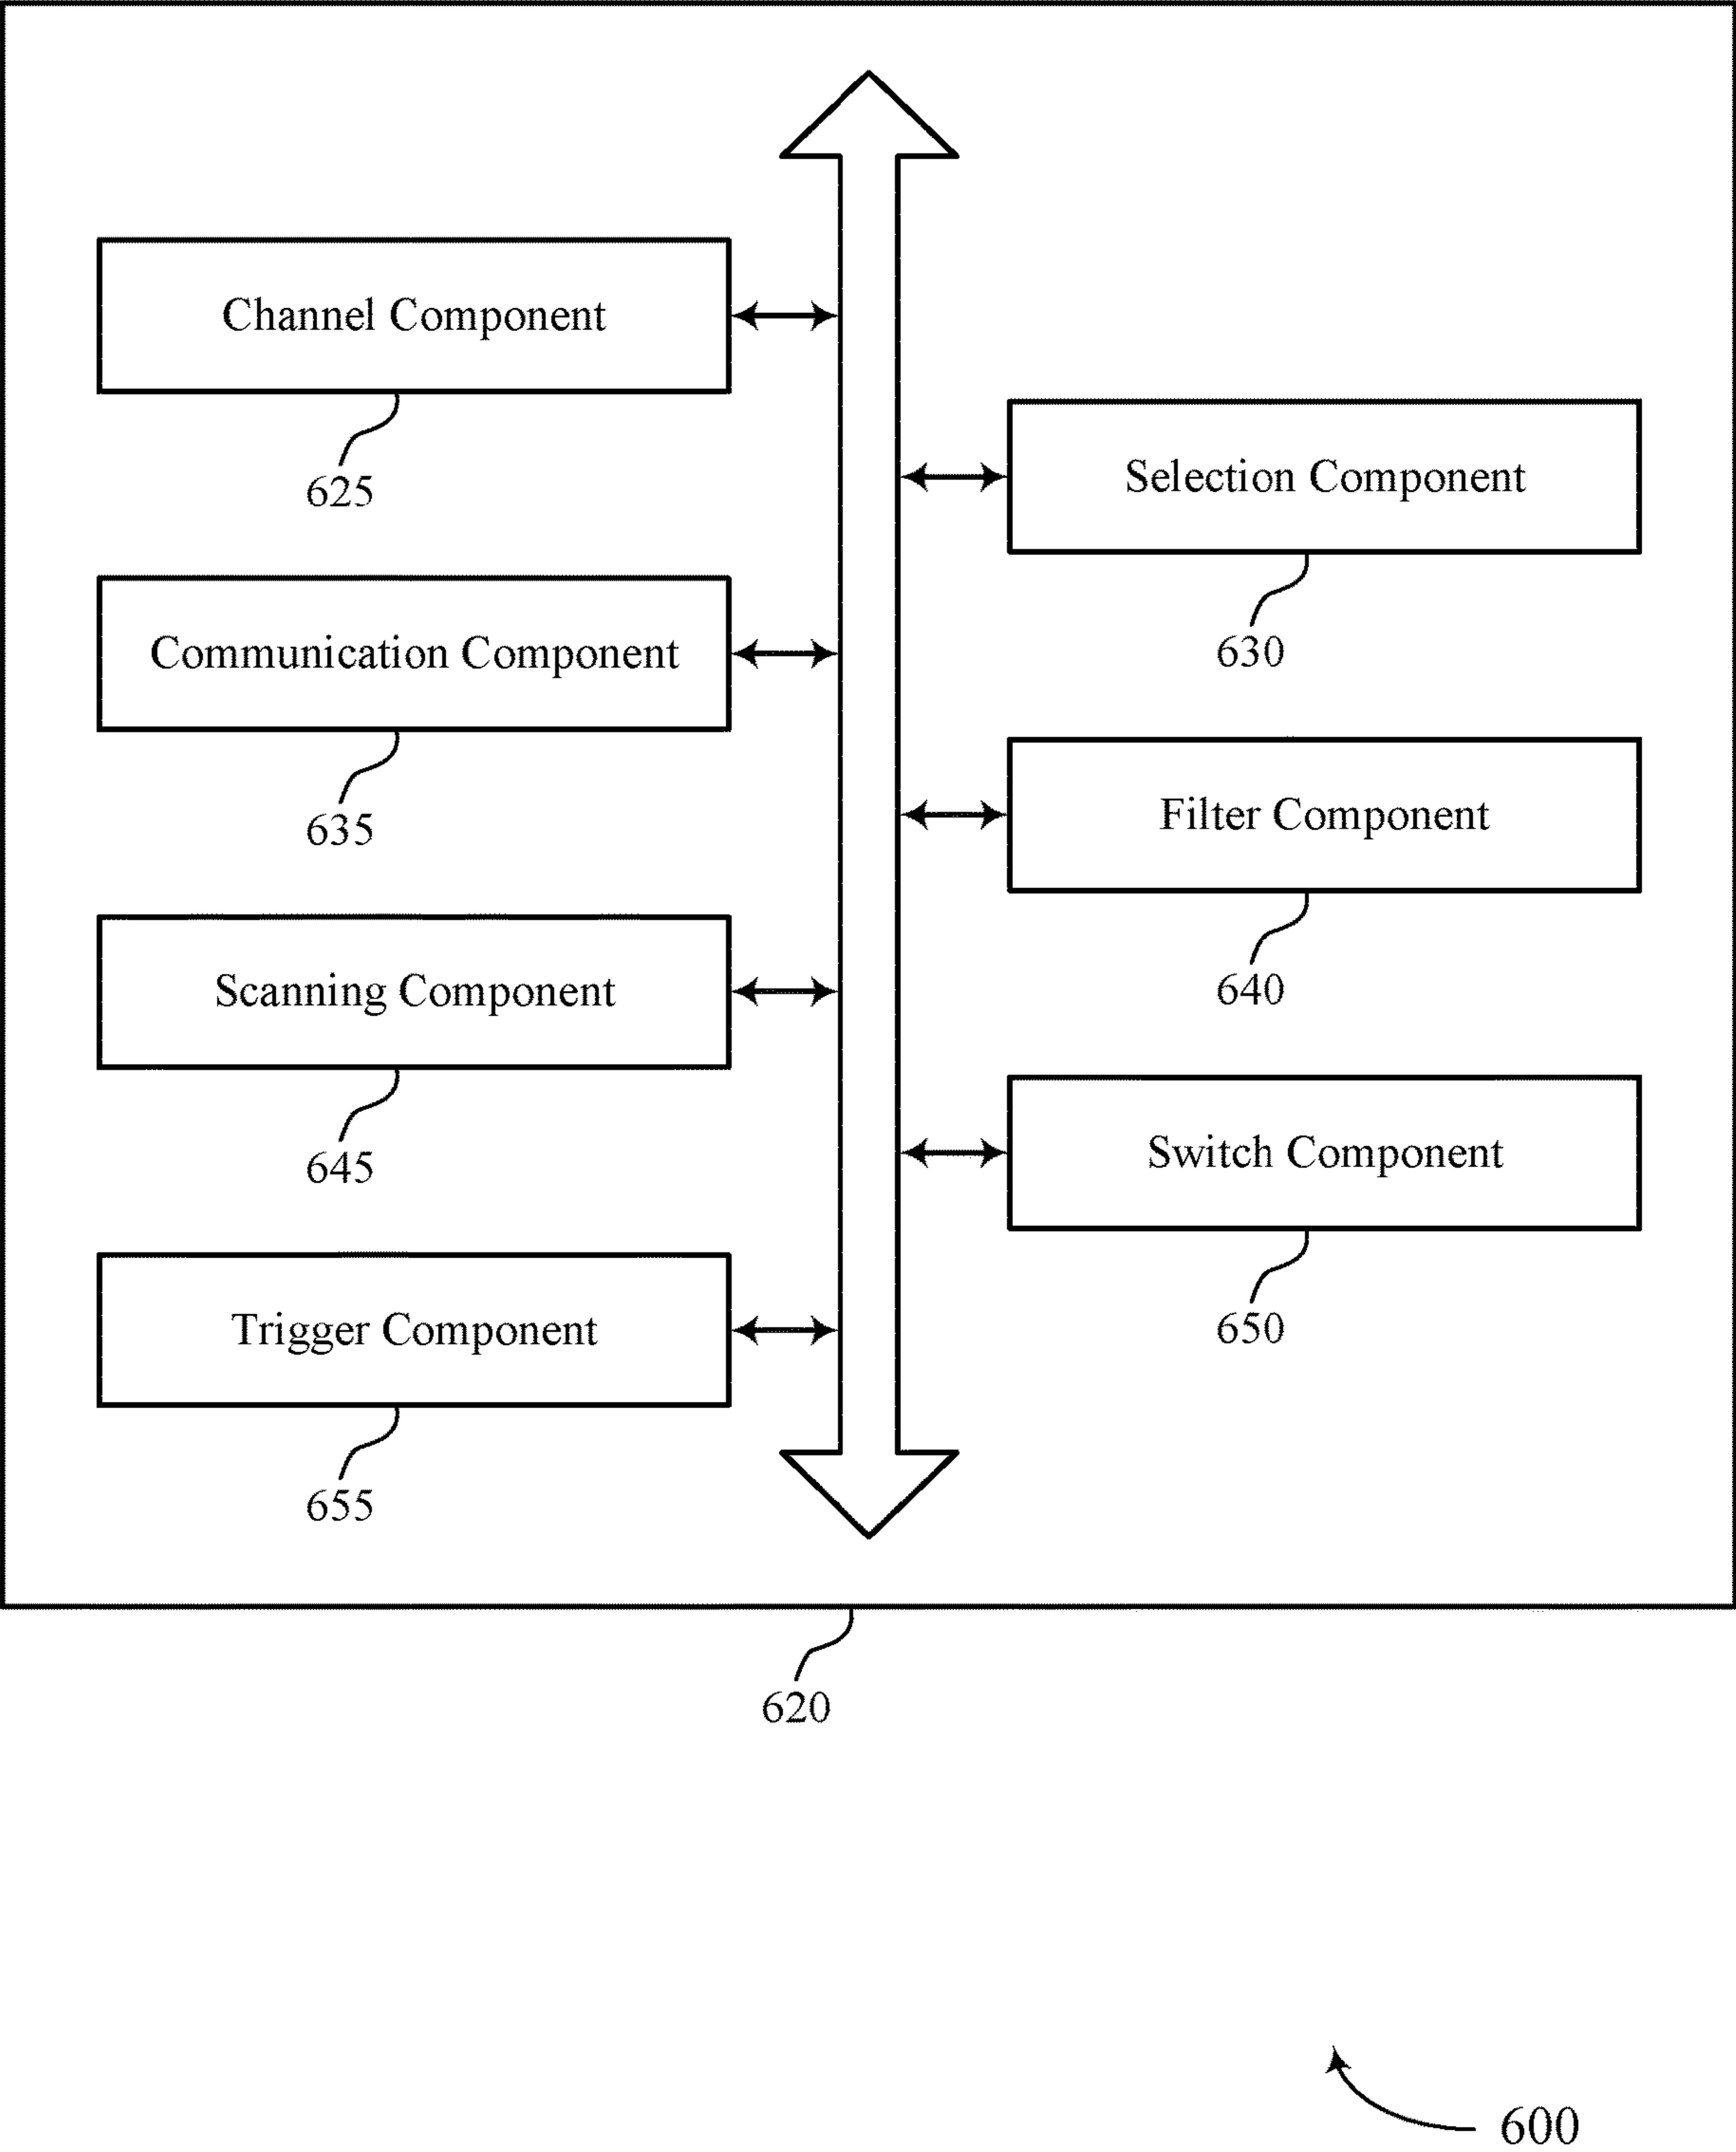 Channel Component
625
Selection Component
630
Communication Component
635
Filter Component
640
Scanning Component
645
Switch Component
650
Trigger Component
655
620
600